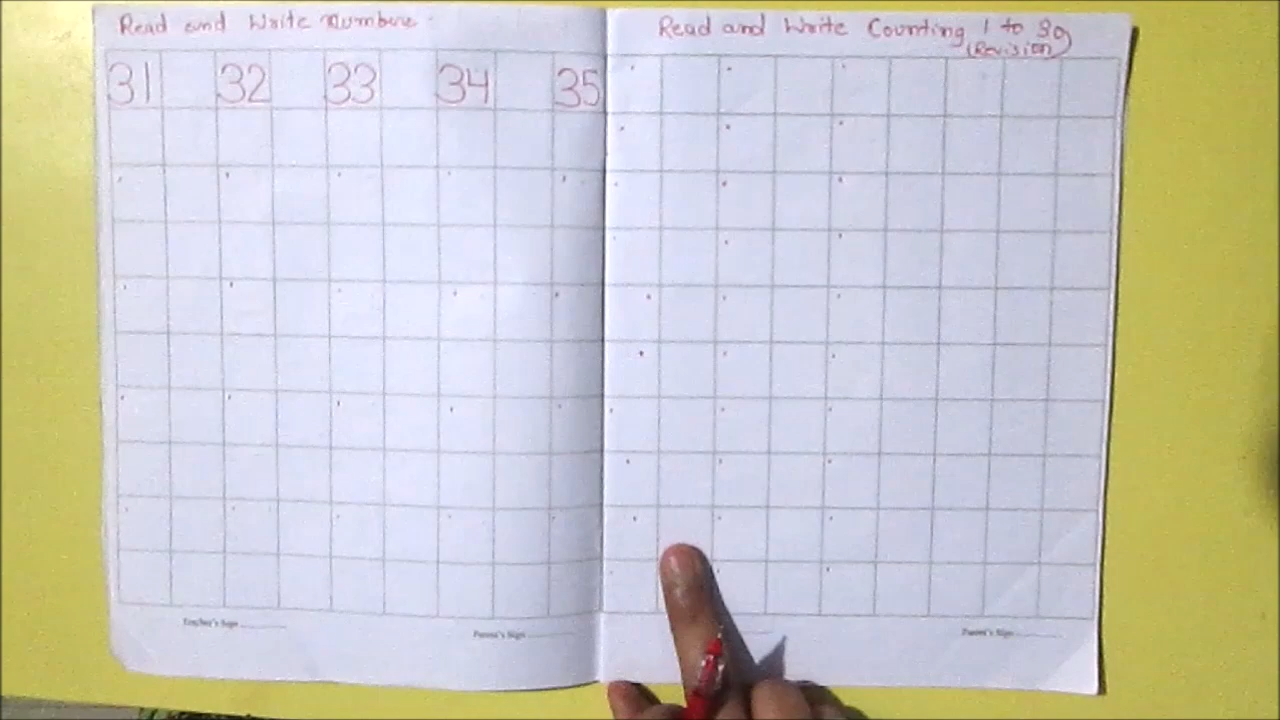 Read and Write Numbers
31 32 33 34 35
Teacher's Sign
Parent's Sign
Read and Write Counting 1 to 30
(Revision)
Parent's Sign